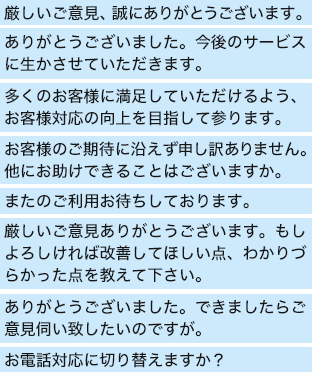 厳しいご意見、誠にありがとうございます。
ありがとうございました。今後のサービス
に生かさせていただきます。
多くのお客様に満足していただけるよう、
お客様対応の向上を目指して参ります。
お客様のご期待に沿えず申し訳ありません。
他にお助けできることはございますか。
またのご利用お待ちしております。
厳しいご意見ありがとうございます。もし
よろしければ改善してほしい点、わかりづ
らかった点を教えて下さい。
ありがとうございました。できましたらご
意見伺い致したいのですが。
お電話対応に切り替えますか？